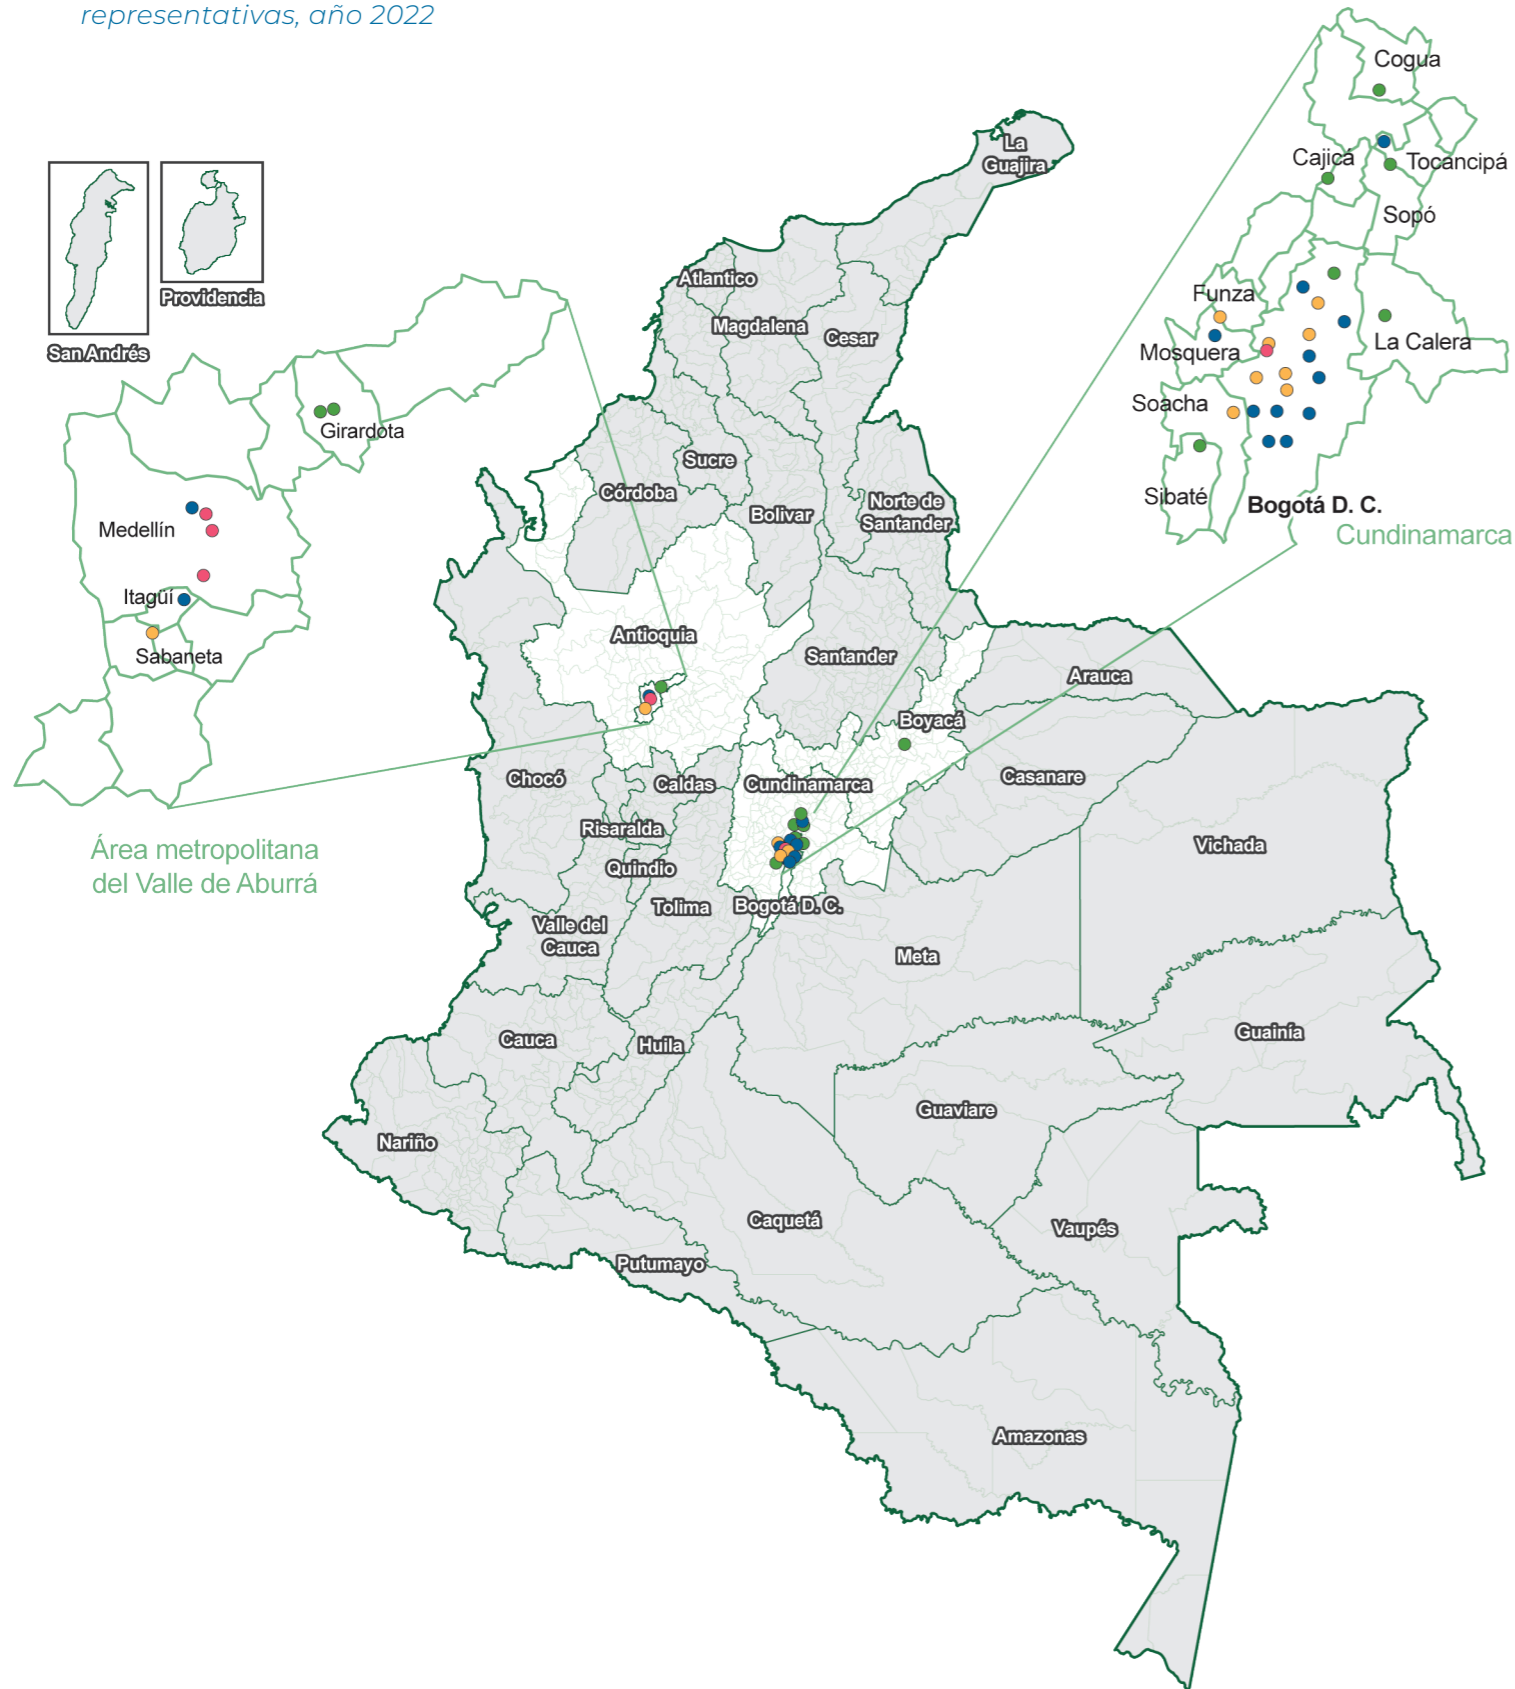 representativas, año 2022
Cogua
Cajicá
Tocancipá
Sopó
Funza
Mosquera
La Calera
Soacha
Sibaté
Bogotá D. C.
Cundinamarca
San Andrés
Providencia
Girardota
Medellín
Itagüí
Sabaneta
Área metropolitana
del Valle de Aburrá
La
Guajira
Atlantico
Magdalena
Cesar
Sucre
Córdoba
Bolivar
Norte de
Santander
Antioquia
Santander
Arauca
Boyacá
Chocó
Caldas
Cundinamarca
Casanare
Risaralda
Vichada
Quindio
Tolima
Bogotá D. C.
Valle del
Cauca
Meta
Cauca
Huila
Guainía
Guaviare
Nariño
Caquetá
Vaupés
Putumayo
Amazonas